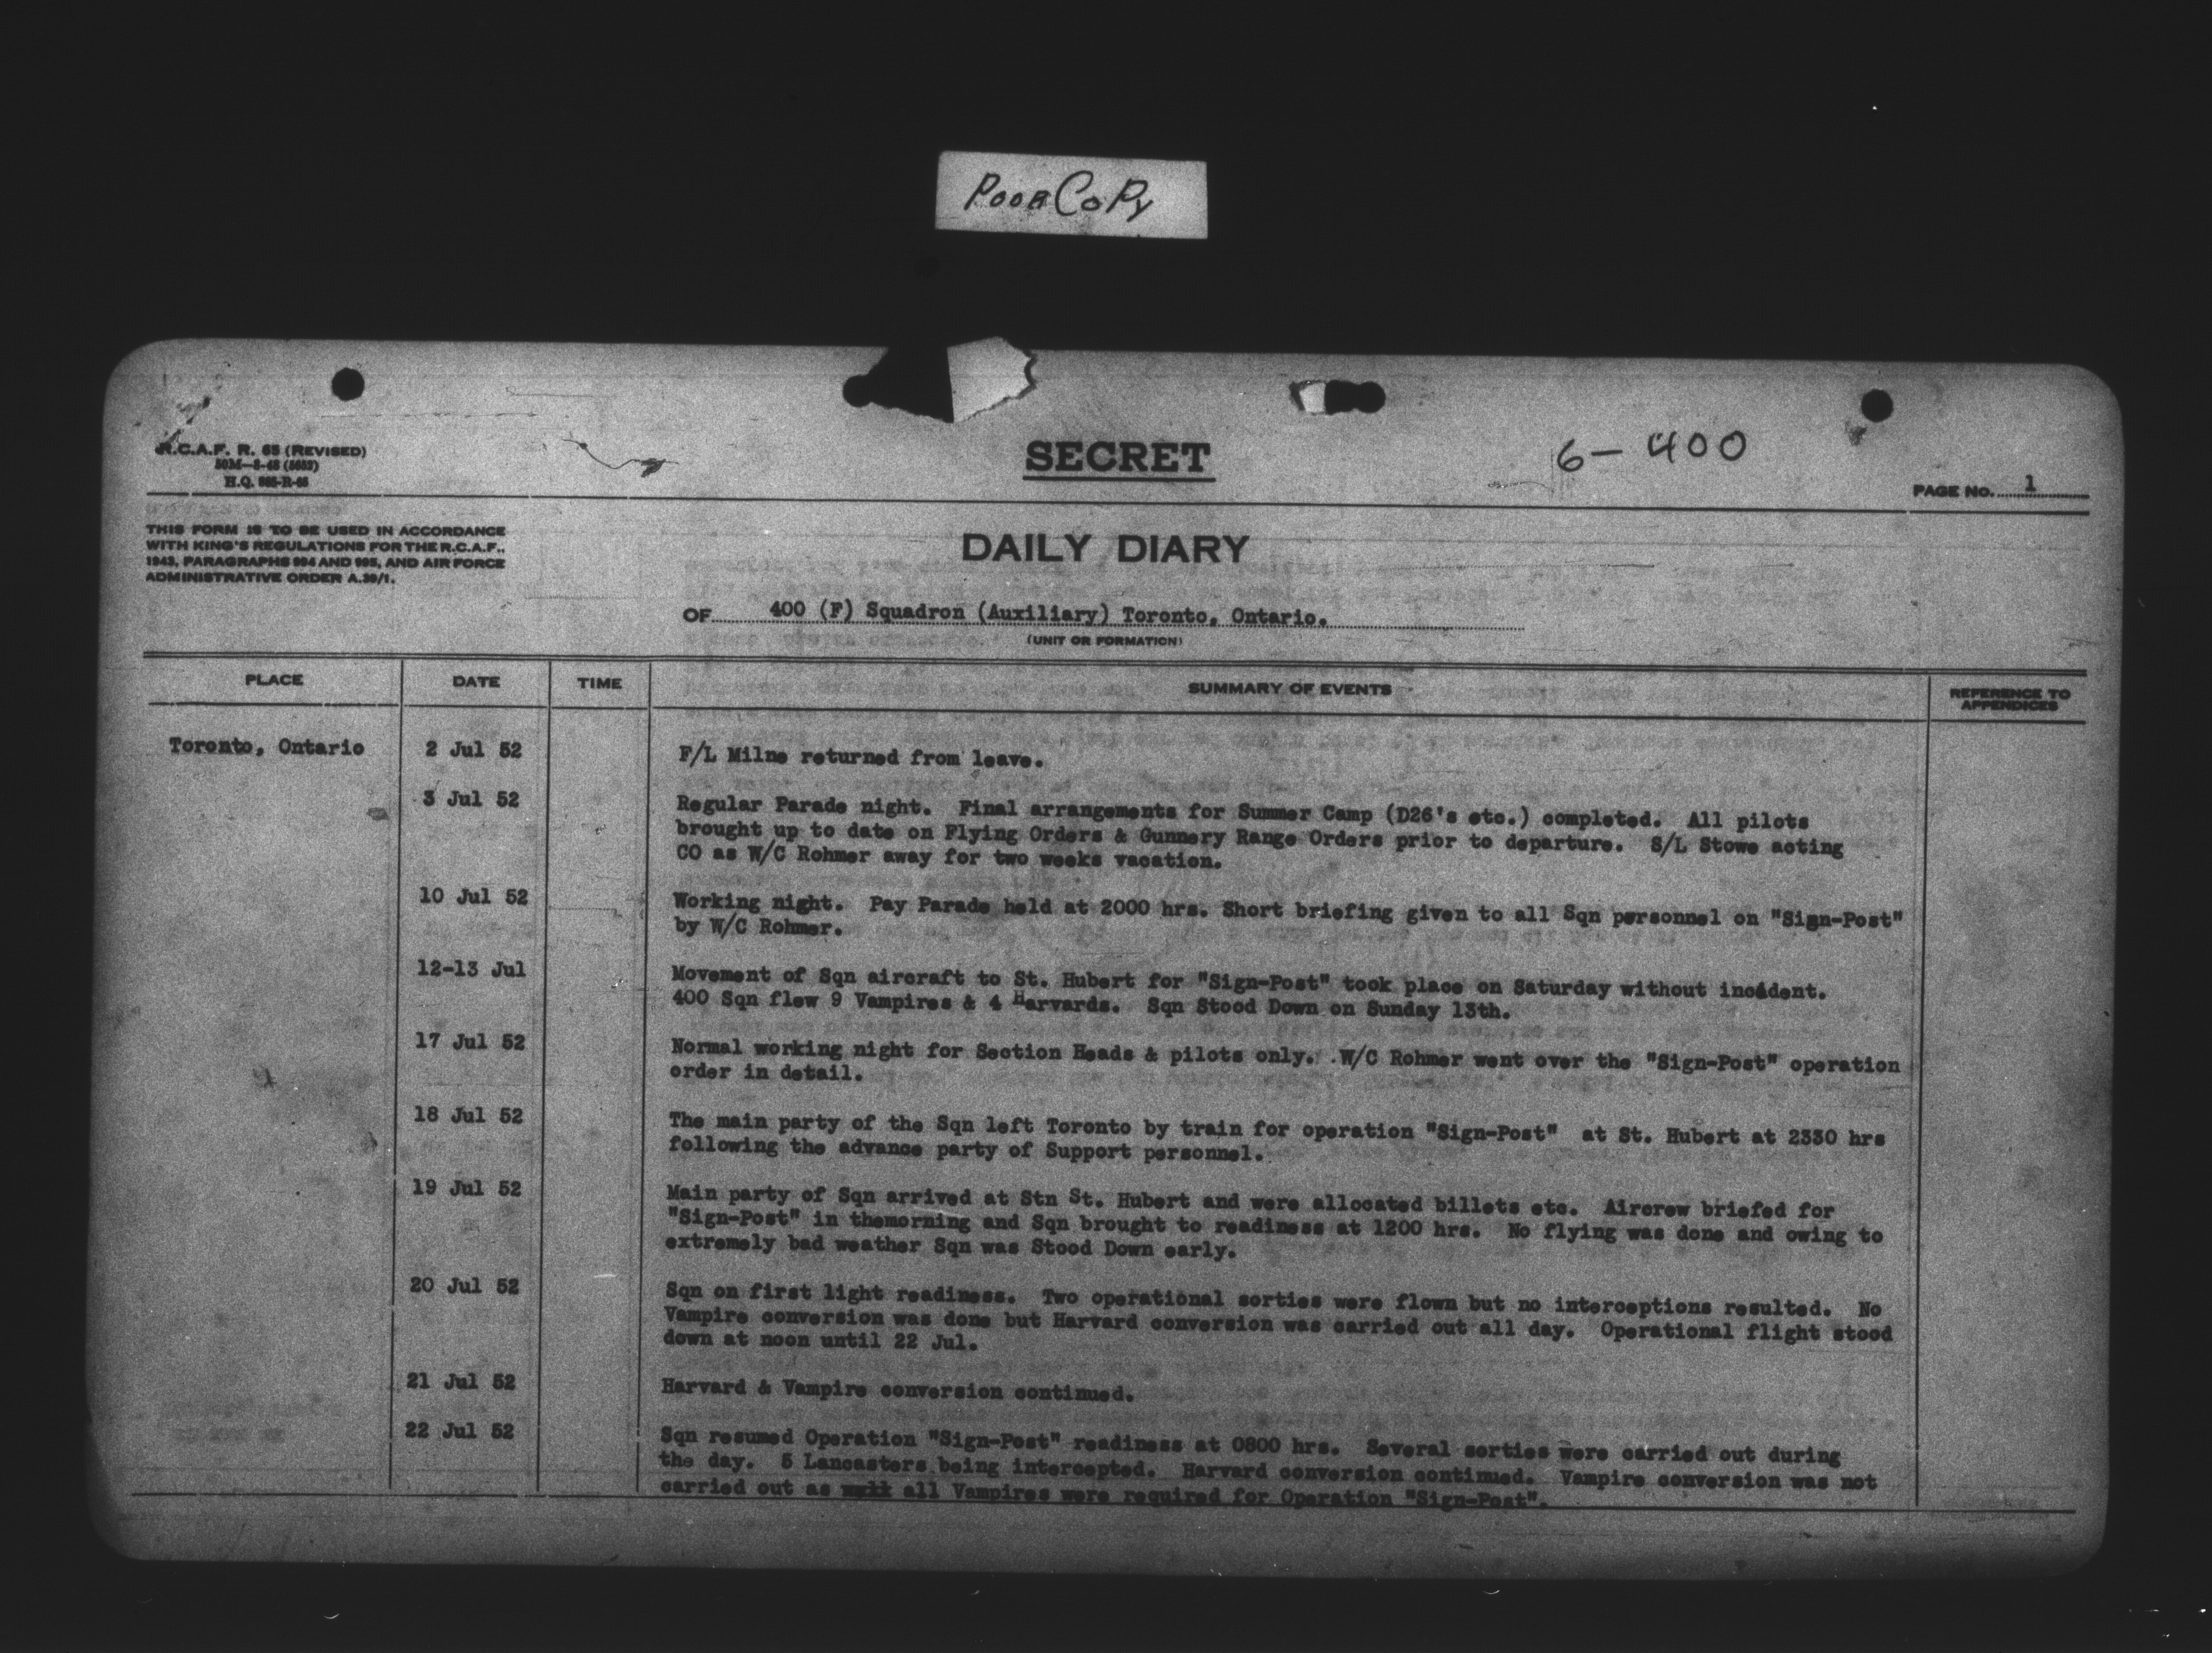 POOR COPY
R.C.A.F. R. 65 (REVISED)
SECRET
6-400
PAGE NO. 1
THIS FORM IS TO BE USED IN ACCORDANCE
WITH KING'S REGULATIONS FOR THE R.C.A.F.,
1943, PARAGRAPHS 994 AND 995, AND AIR FORCE
ADMINISTRATIVE ORDER A.39/1.
DAILY DIARY
OF 400 (F) Squadron (Auxiliary) Toronto, Ontario.
(UNIT OR FORMATION)
PLACE DATE TIME SUMMARY OF EVENTS REFERENCE TO APPENDICES
Toronto, Ontario 2 Jul 52 F/L Milne returned from leave.
3 Jul 52 Regular Parade night. Final arrangements for Summer Camp (D26's etc.) completed. All pilots
brought up to date on Flying Orders & Gunnery Range Orders prior to departure. S/L Stowe acting
CO as W/C Rohmer away for two weeks vacation.
10 Jul 52 Working night. Pay Parade held at 2000 hrs. Short briefing given to all Sqn personnel on "Sign-Post"
by W/C Rohmer.
12-13 Jul Movement of Sqn aircraft to St. Hubert for "Sign-Post" took place on Saturday without incident.
400 Sqn flew 9 Vampires & 4 Harvards. Sqn Stood Down on Sunday 13th.
17 Jul 52 Normal working night for Section Heads & pilots only. W/C Rohmer went over the "Sign-Post" operation
order in detail.
18 Jul 52 The main party of the Sqn left Toronto by train for operation "Sign-Post" at St. Hubert at 2330 hrs
following the advance party of Support personnel.
19 Jul 52 Main party of Sqn arrived at Stn St. Hubert and were allocated billets etc. Aircrew briefed for
"Sign-Post" in themorning and Sqn brought to readiness at 1200 hrs. No flying was done and owing to
extremely bad weather Sqn was Stood Down early.
20 Jul 52 Sqn on first light readiness. Two operational sorties were flown but no interceptions resulted. No
Vampire conversion was done but Harvard conversion was carried out all day. Operational flight stood
down at noon until 22 Jul.
21 Jul 52 Harvard & Vampire conversion continued.
22 Jul 52 Sqn resumed Operation "Sign-Post" readiness at 0800 hrs. Several sorties were carried out during
the day. 5 Lancasters being intercepted. Harvard conversion continued. Vampire conversion was not
carried out as all Vampires were required for Operation "Sign-Post".